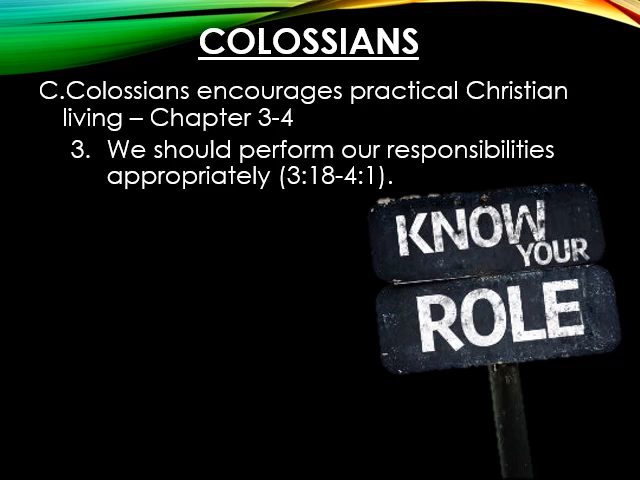 COLOSSIANS
C.Colossians encourages practical Christian
living – Chapter 3-4
3. We should perform our responsibilities
appropriately (3:18-4:1).
KNOW
YOUR
ROLE